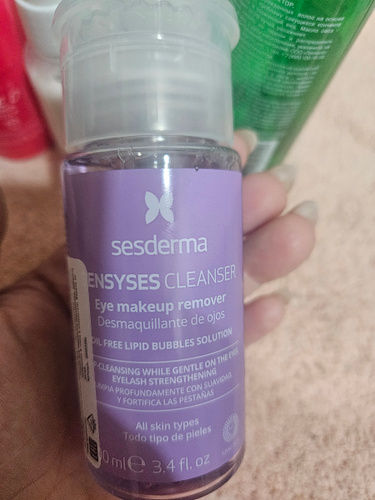 sesderma
ENSYSES CLEANSER
Eye makeup remover
Desmaquillante de ojos
OIL FREE LIPID BUBBLES SOLUTION
P CLEANSING WHILE GENTLE ON THE EYES
EYELASH STRENGTHENING
LIMPIA PROFUNDAMENTE CON SUAVIDAD
Y FORTIFICA LAS PESTAÑAS
All skin types
Todo tipo de pieles
0 ml ℮ 3.4 fl. oz